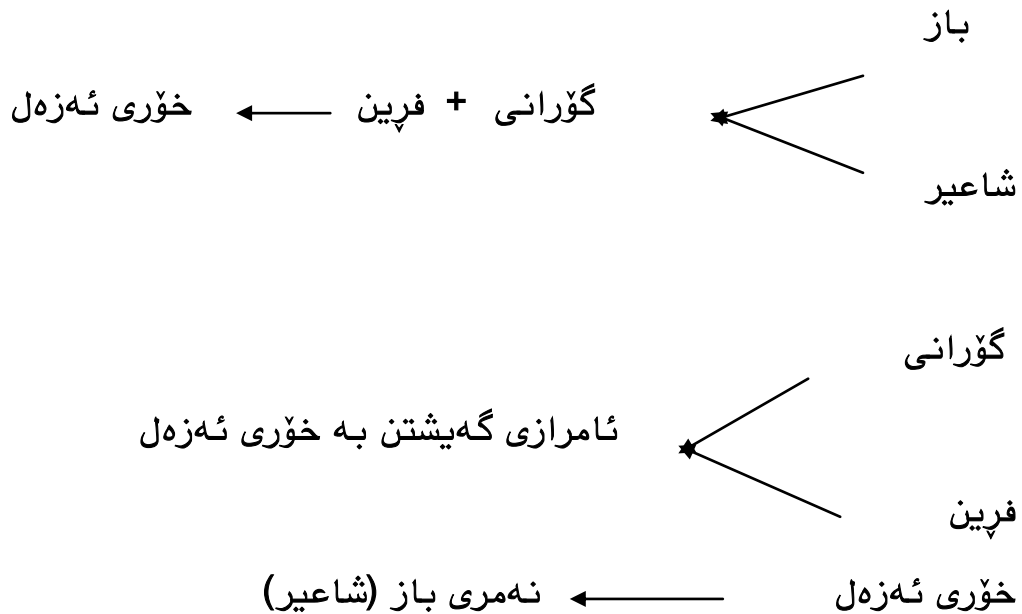 باز
گۆرانی + فڕین خۆری ئەزەل
شاعیر
گۆرانی
ئامرازی گەیشتن بە خۆری ئەزەل
فڕین
خۆری ئەزەل نەمری باز (شاعیر)